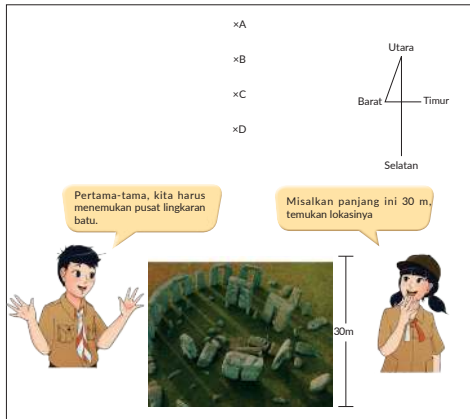 ×A
Utara
×B
×C
Barat
Timur
×D
Selatan
Pertama-tama, kita harus
menemukan pusat lingkaran
batu.
Misalkan panjang ini 30 m,
temukan lokasinya
30m